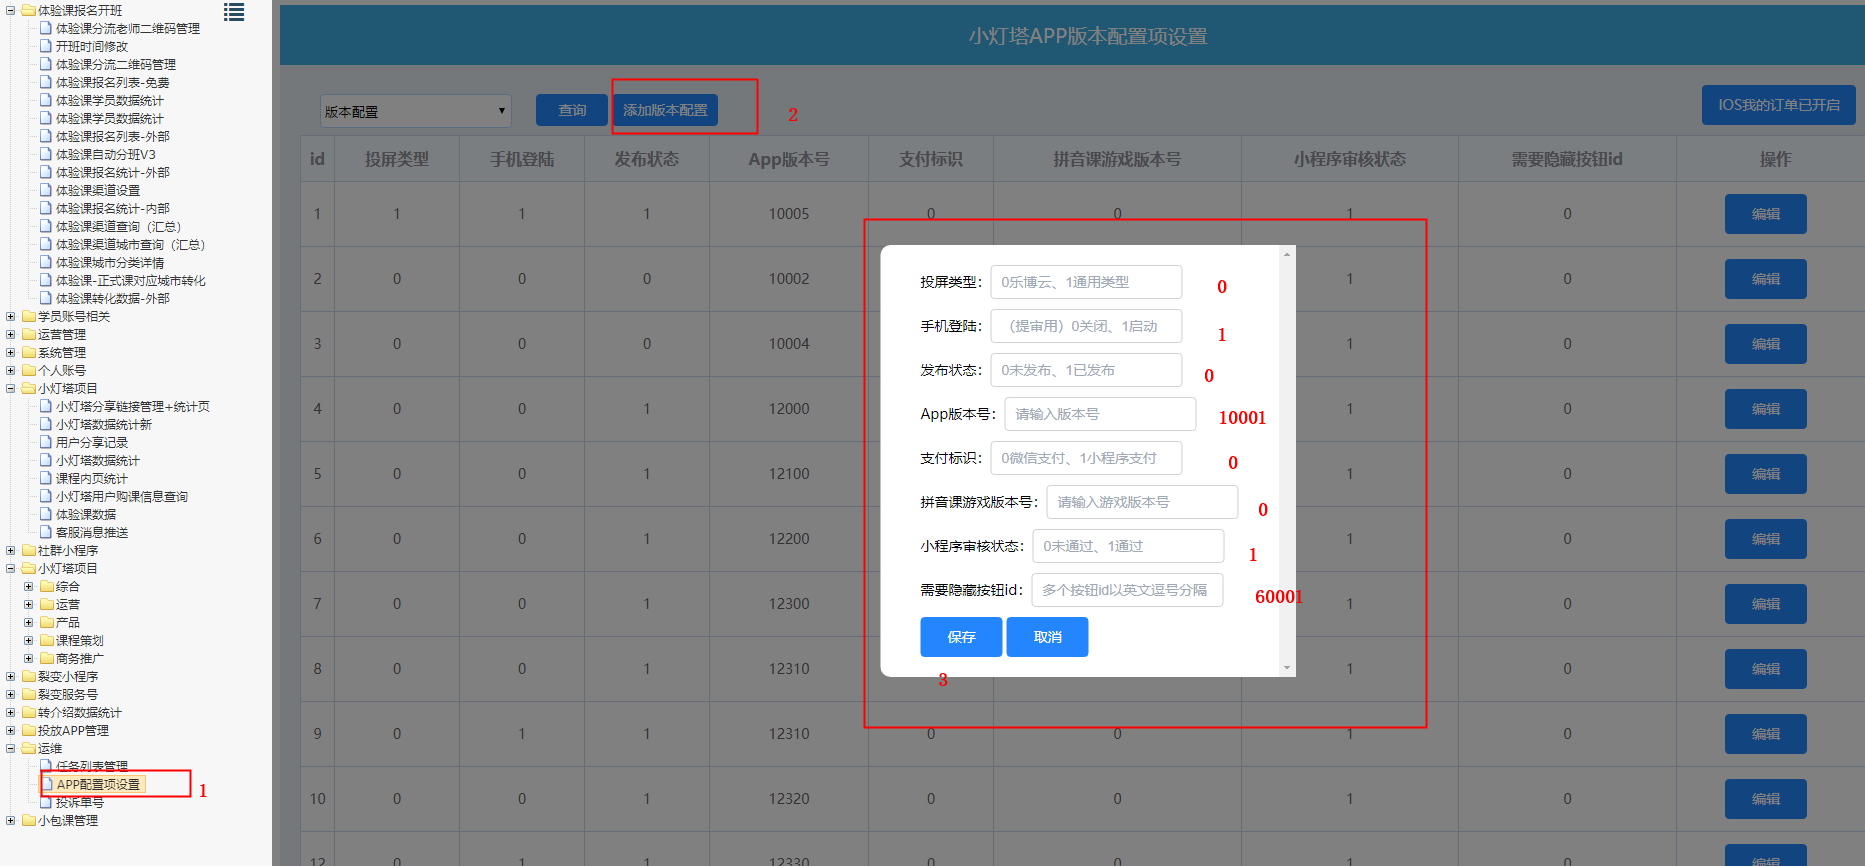 体验课报名开班
体验课分流老师二维码管理
开班时间修改
体验课分流二维码管理
体验课报名列表-免费
体验课学员数据统计
体验课学员数据统计
体验课报名列表-外部
体验课自动分班V3
体验课报名统计-外部
体验课渠道设置
体验课报名统计-内部
体验课渠道查询（汇总）
体验课渠道城市查询（汇总）
体验课城市分类详情
体验课-正式课对应城市转化
体验课转化数据-外部
学员账号相关
运营管理
系统管理
个人账号
小灯塔项目
小灯塔分享链接管理+统计页
小灯塔数据统计新
用户分享记录
小灯塔数据统计
课程内页统计
小灯塔用户购课信息查询
体验课数据
客服消息推送
社群小程序
小灯塔项目
综合
运营
产品
课程策划
商务推广
裂变小程序
裂变服务号
转介绍数据统计
投放APP管理
运维
任务列表管理
APP配置项设置 1
投诉单号
小包课管理
小灯塔APP版本配置项设置
版本配置 查询 添加版本配置 2 IOS我的订单已开启
id 投屏类型 手机登陆 发布状态 App版本号 支付标识 拼音课游戏版本号 小程序审核状态 需要隐藏按钮id 操作
1 1 1 1 10005 0 0 1 0 编辑
2 0 0 0 10002 1 0 编辑
3 0 0 0 10004 1 0 编辑
4 0 0 1 12000 1 0 编辑
5 0 0 1 12100 1 0 编辑
6 0 0 1 12200 1 0 编辑
7 0 0 1 12300 1 0 编辑
8 0 0 1 12310 1 0 编辑
9 0 1 1 12310 0 0 1 0 编辑
10 0 0 1 12320 0 0 1 0 编辑
12 0 1 1 12330 0 0 1 0 编辑
投屏类型： 0乐博云、1通用类型 0
手机登陆： （提审用）0关闭、1启动 1
发布状态： 0未发布、1已发布 0
App版本号： 请输入版本号 10001
支付标识： 0微信支付、1小程序支付 0
拼音课游戏版本号： 请输入游戏版本号 0
小程序审核状态： 0未通过、1通过 1
需要隐藏按钮id： 多个按钮id以英文逗号分隔 60001
保存 取消
3